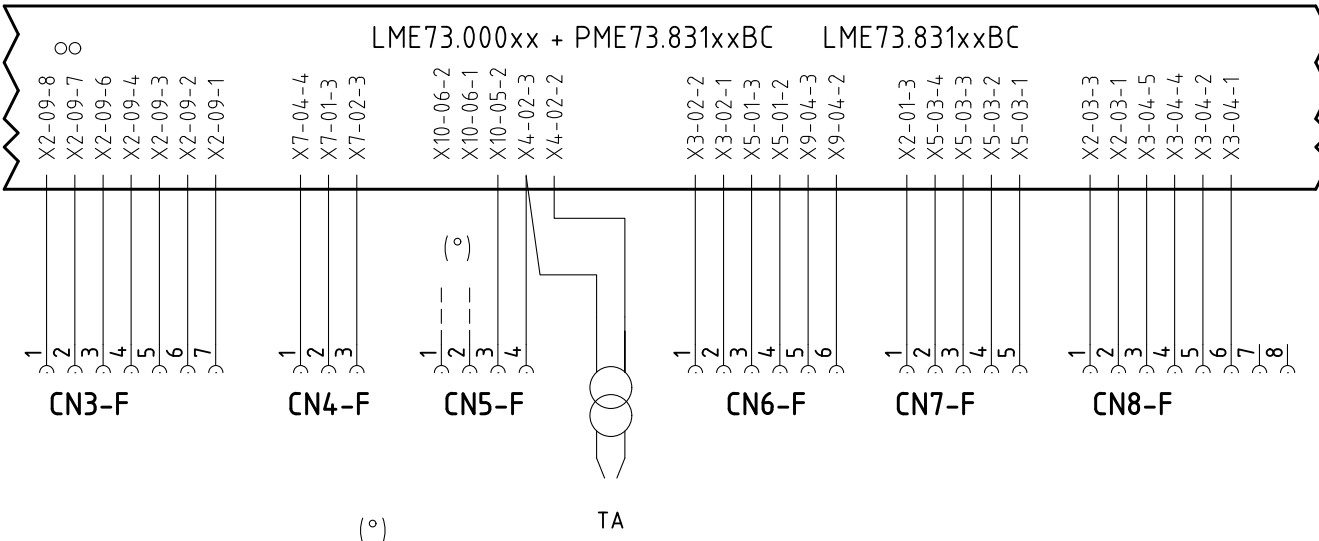 LME73.000xx + PME73.831xxBC LME73.831xxBC
°°
X2-09-8 X2-09-7 X2-09-6 X2-09-4 X2-09-3 X2-09-2 X2-09-1
X7-04-4 X7-01-3 X7-02-3
X10-06-2 X10-06-1 X10-05-2 X4-02-3 X4-02-2
X3-02-2 X3-02-1 X5-01-3 X5-01-2 X9-04-3 X9-04-2
X2-01-3 X5-03-4 X5-03-3 X5-03-2 X5-03-1
X2-03-3 X2-03-1 X3-04-5 X3-04-4 X3-04-2 X3-04-1
(°)
1 2 3 4 5 6 7
1 2 3
1 2 3 4
1 2 3 4 5 6
1 2 3 4 5
1 2 3 4 5 6 7 8
CN3-F CN4-F CN5-F CN6-F CN7-F CN8-F
TA
(°)